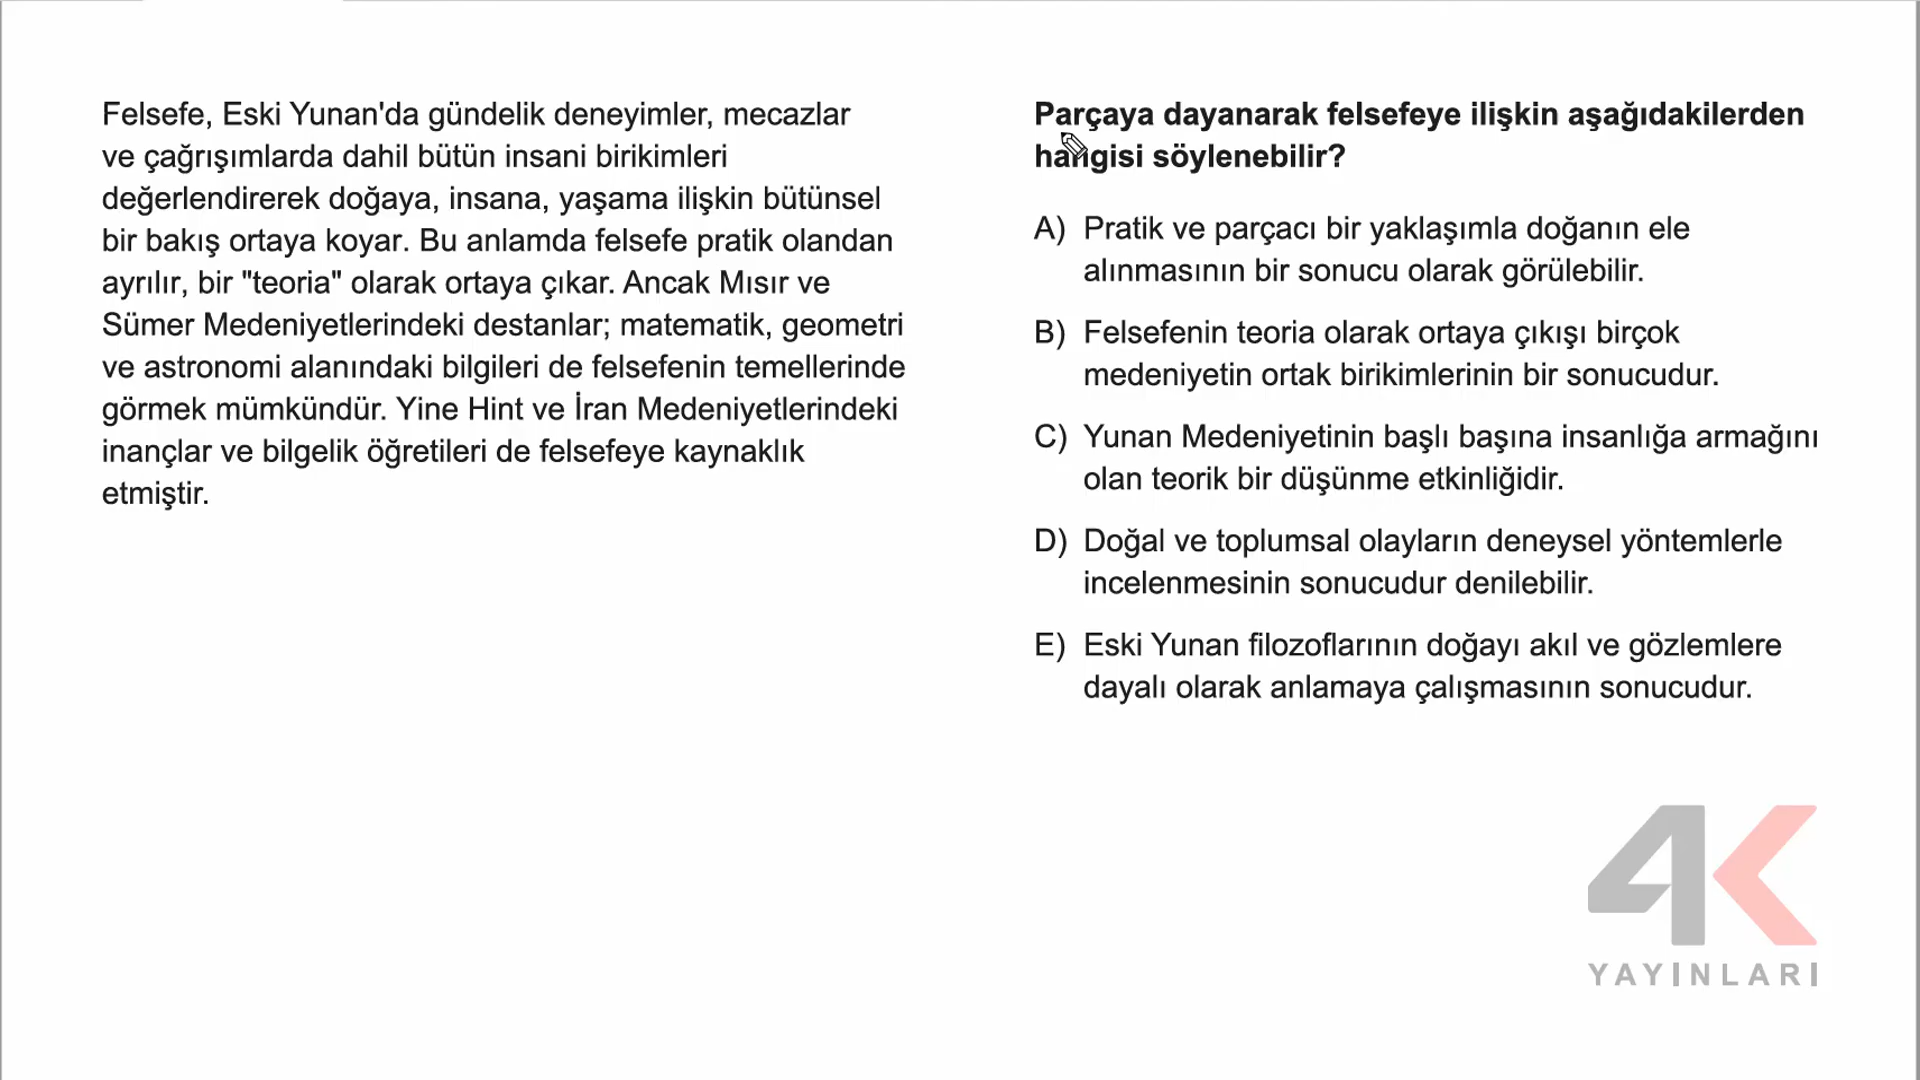 Felsefe, Eski Yunan'da gündelik deneyimler, mecazlar
ve çağrışımlarda dahil bütün insani birikimleri
değerlendirerek doğaya, insana, yaşama ilişkin bütünsel
bir bakış ortaya koyar. Bu anlamda felsefe pratik olandan
ayrılır, bir "teoria" olarak ortaya çıkar. Ancak Mısır ve
Sümer Medeniyetlerindeki destanlar; matematik, geometri
ve astronomi alanındaki bilgileri de felsefenin temellerinde
görmek mümkündür. Yine Hint ve İran Medeniyetlerindeki
inançlar ve bilgelik öğretileri de felsefeye kaynaklık
etmiştir.
Parçaya dayanarak felsefeye ilişkin aşağıdakilerden
hangisi söylenebilir?
A) Pratik ve parçacı bir yaklaşımla doğanın ele
alınmasının bir sonucu olarak görülebilir.
B) Felsefenin teoria olarak ortaya çıkışı birçok
medeniyetin ortak birikimlerinin bir sonucudur.
C) Yunan Medeniyetinin başlı başına insanlığa armağını
olan teorik bir düşünme etkinliğidir.
D) Doğal ve toplumsal olayların deneysel yöntemlerle
incelenmesinin sonucudur denilebilir.
E) Eski Yunan filozoflarının doğayı akıl ve gözlemlere
dayalı olarak anlamaya çalışmasının sonucudur.
4K
YAYINLARI